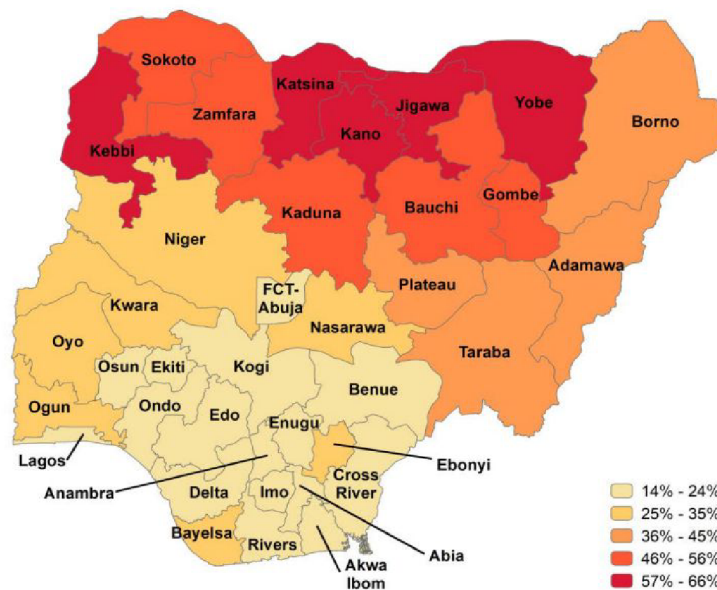 Sokoto
Katsina
Yobe
Jigawa
Zamfara
Borno
Kano
Kebbi
Gombe
Kaduna
Bauchi
Niger
Adamawa
FCT-
Abuja
Plateau
Kwara
Nasarawa
Oyo
Taraba
Osun
Ekiti
Kogi
Benue
Ogun
Ondo
Edo
Enugu
Lagos
Ebonyi
Anambra
Cross
River
Delta
Imo
Bayelsa
Rivers
Abia
Akwa
Ibom
14% - 24%
25% - 35%
36% - 45%
46% - 56%
57% - 66%